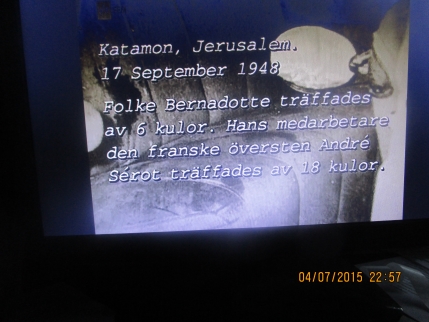 Katamon, Jerusalem.
17 September 1948
Folke Bernadotte träffades
av 6 kulor. Hans medarbetare
den franske översten André
Sérot träffades av 18 kulor.
04/07/2015 22:57